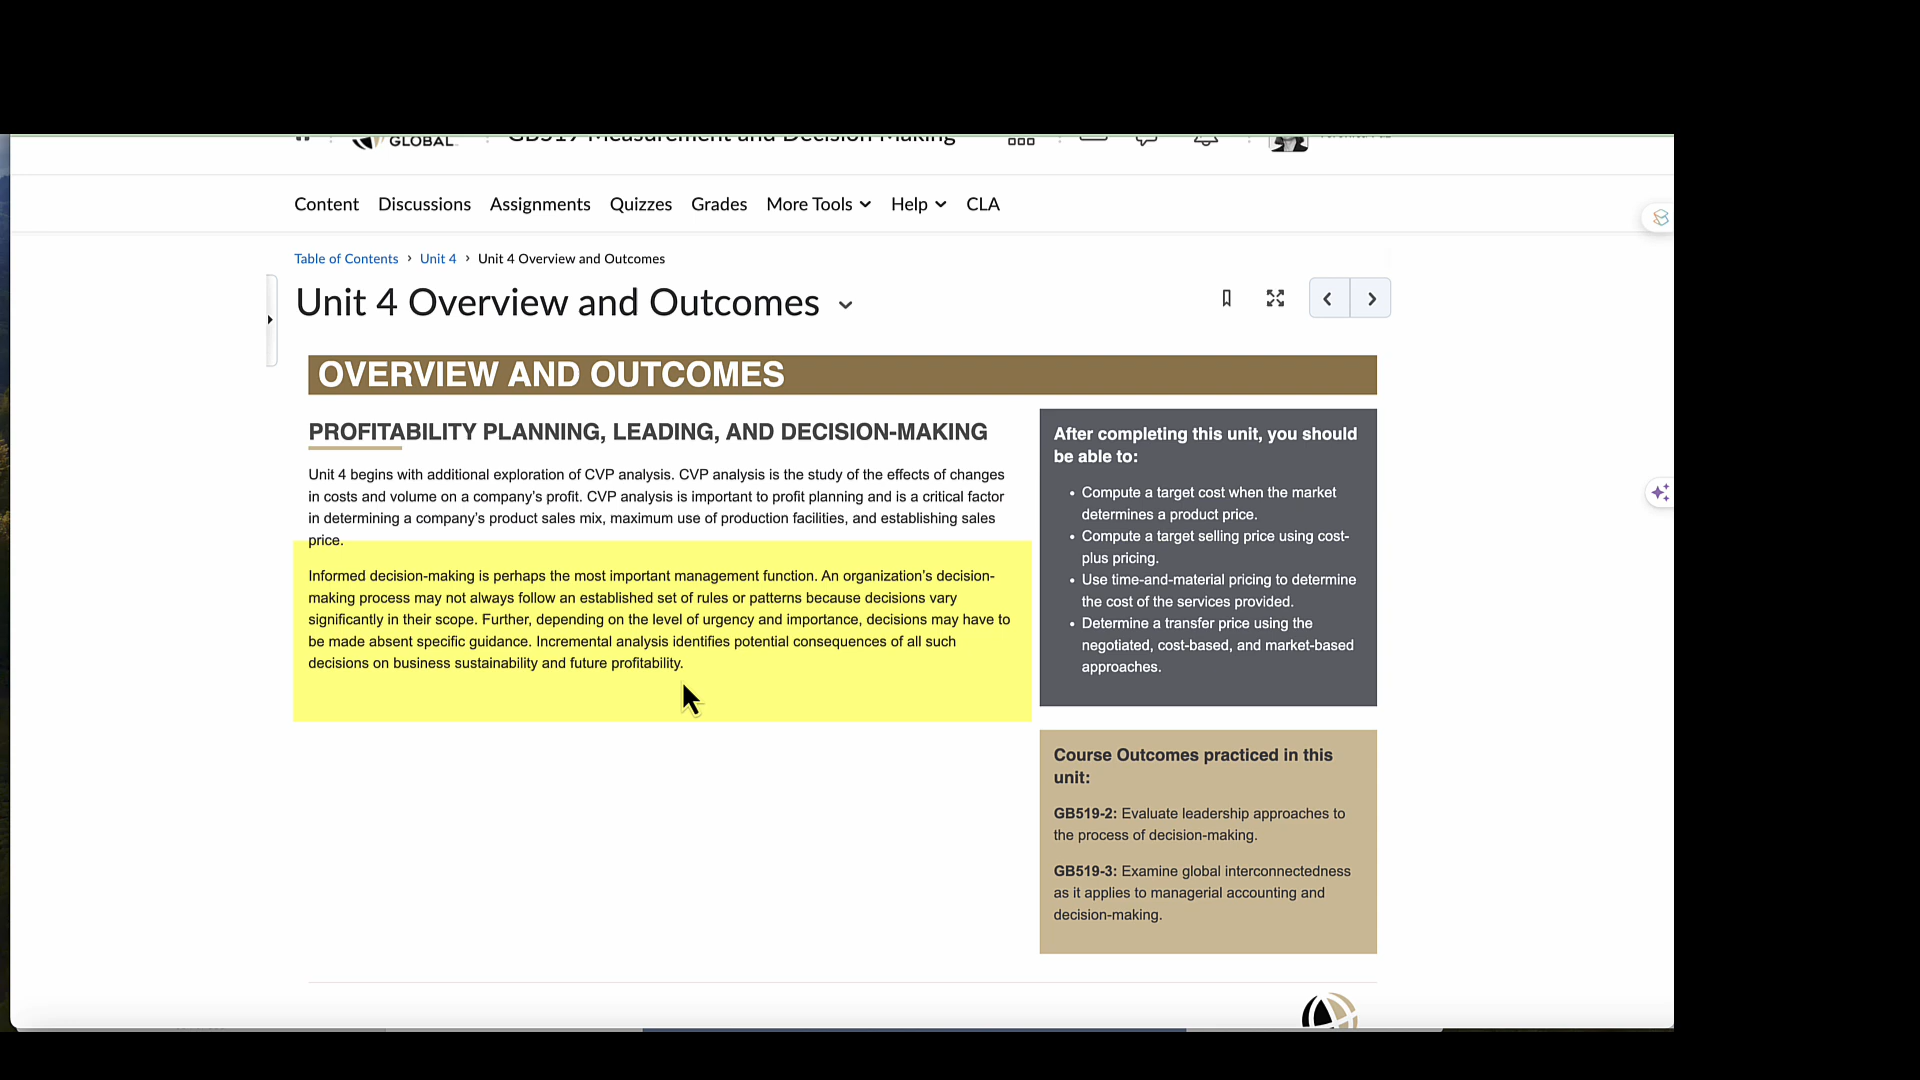 GLOBAL
GB519 Measurement and Decision Making
Content Discussions Assignments Quizzes Grades More Tools Help CLA
Table of Contents › Unit 4 › Unit 4 Overview and Outcomes
Unit 4 Overview and Outcomes
OVERVIEW AND OUTCOMES
PROFITABILITY PLANNING, LEADING, AND DECISION-MAKING
Unit 4 begins with additional exploration of CVP analysis. CVP analysis is the study of the effects of changes
in costs and volume on a company's profit. CVP analysis is important to profit planning and is a critical factor
in determining a company's product sales mix, maximum use of production facilities, and establishing sales
price.
Informed decision-making is perhaps the most important management function. An organization's decision-
making process may not always follow an established set of rules or patterns because decisions vary
significantly in their scope. Further, depending on the level of urgency and importance, decisions may have to
be made absent specific guidance. Incremental analysis identifies potential consequences of all such
decisions on business sustainability and future profitability.
After completing this unit, you should
be able to:
• Compute a target cost when the market
determines a product price.
• Compute a target selling price using cost-
plus pricing.
• Use time-and-material pricing to determine
the cost of the services provided.
• Determine a transfer price using the
negotiated, cost-based, and market-based
approaches.
Course Outcomes practiced in this
unit:
GB519-2: Evaluate leadership approaches to
the process of decision-making.
GB519-3: Examine global interconnectedness
as it applies to managerial accounting and
decision-making.